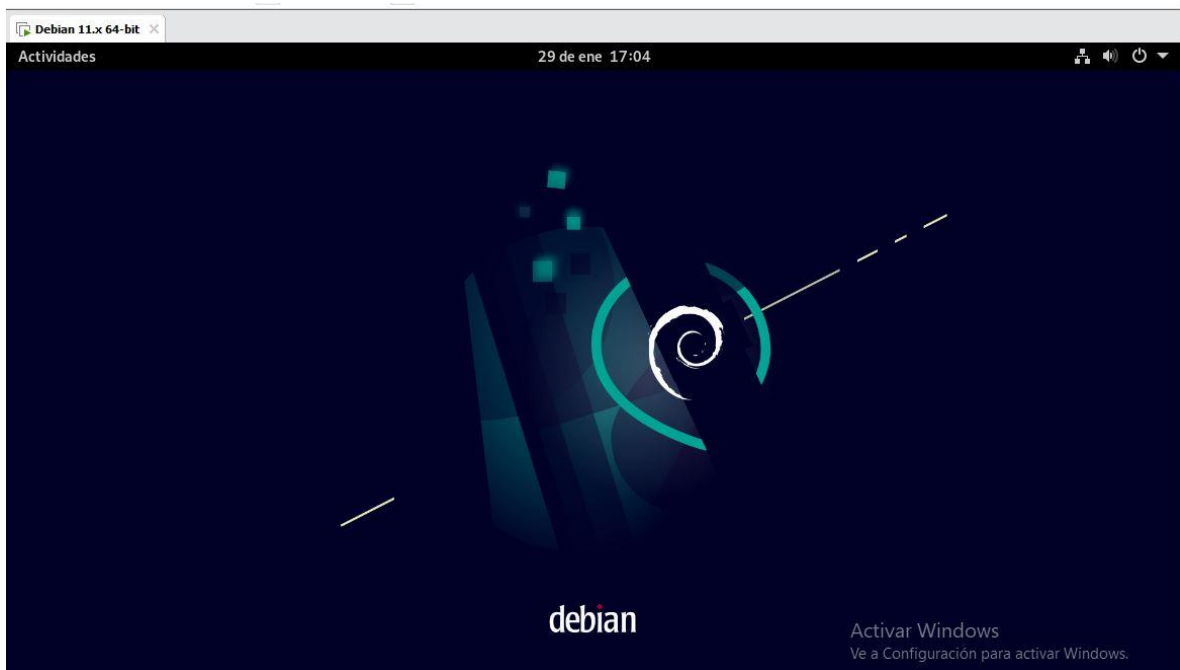 Debian 11.x 64-bit
Actividades
29 de ene 17:04
debian
Activar Windows
Ve a Configuración para activar Windows.